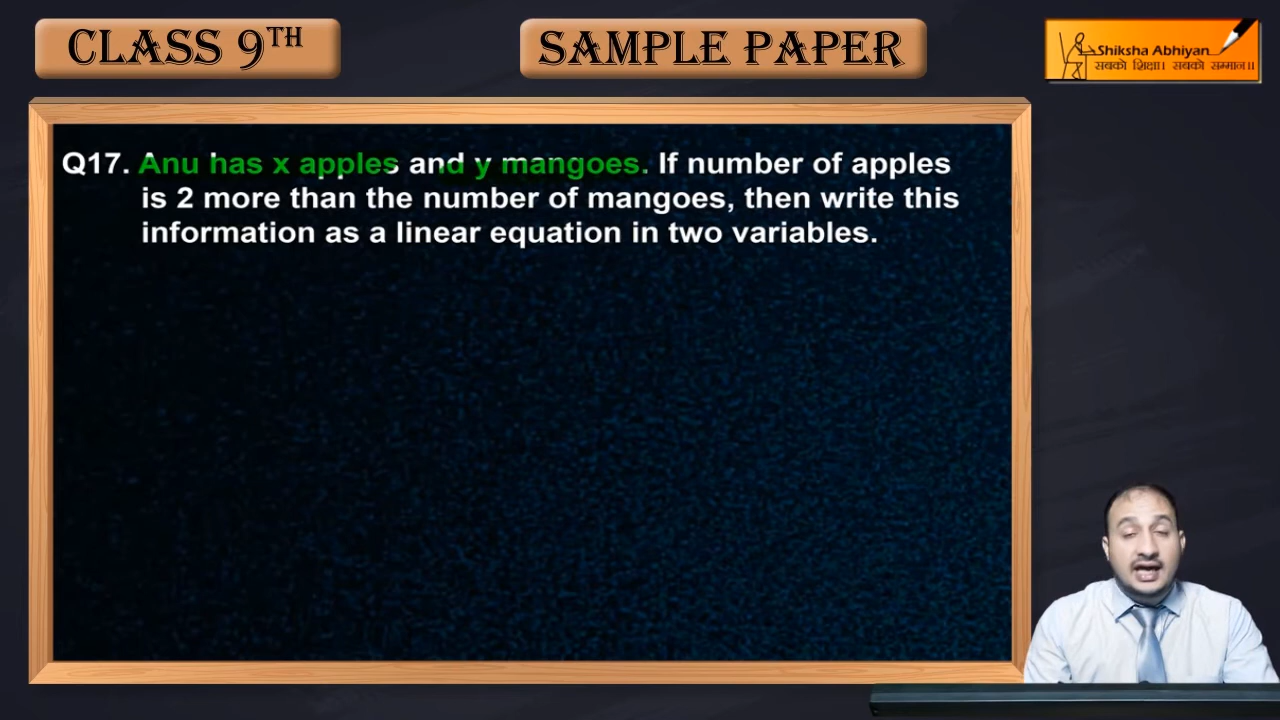 CLASS 9TH
SAMPLE PAPER
Shiksha Abhiyan
सबको शिक्षा। सबको सम्मान।।
Q17. Anu has x apples and y mangoes. If number of apples
is 2 more than the number of mangoes, then write this
information as a linear equation in two variables.